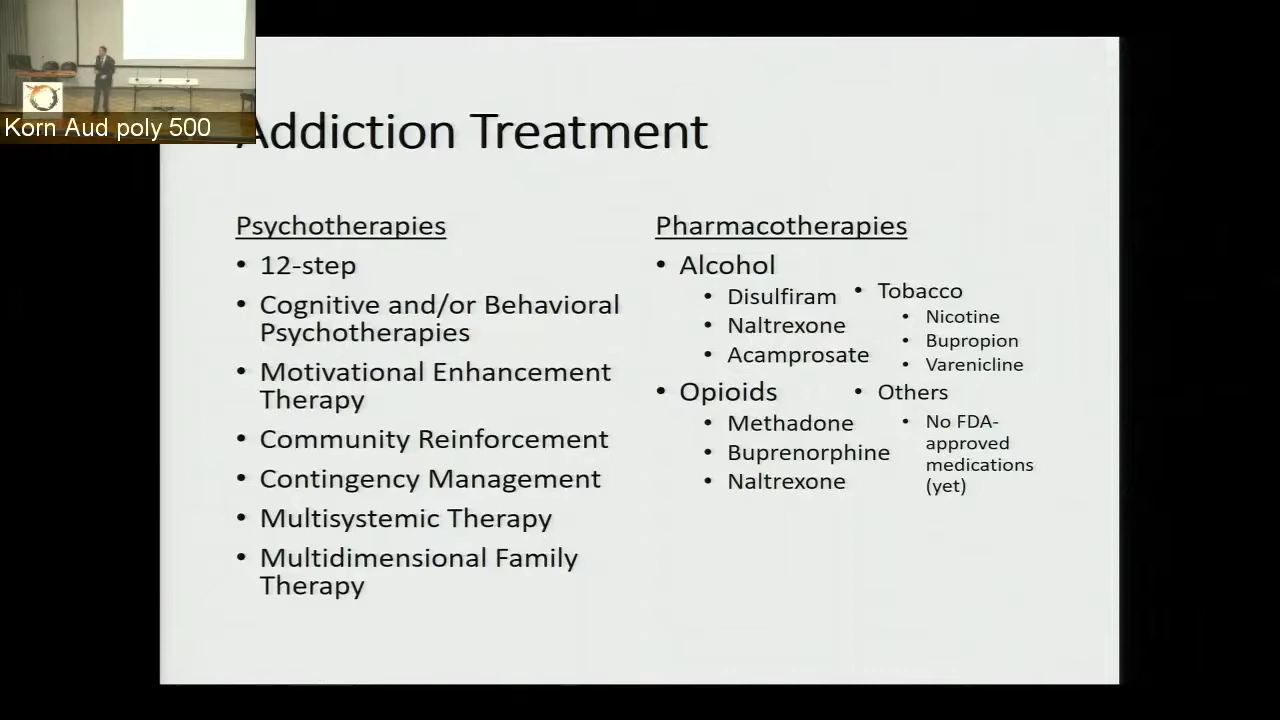 Korn Aud poly 500
Addiction Treatment
Psychotherapies
• 12-step
• Cognitive and/or Behavioral
Psychotherapies
• Motivational Enhancement
Therapy
• Community Reinforcement
• Contingency Management
• Multisystemic Therapy
• Multidimensional Family
Therapy
Pharmacotherapies
• Alcohol
• Disulfiram
• Naltrexone
• Acamprosate
• Opioids
• Methadone
• Buprenorphine
• Naltrexone
• Tobacco
• Nicotine
• Bupropion
• Varenicline
• Others
• No FDA-
approved
medications
(yet)